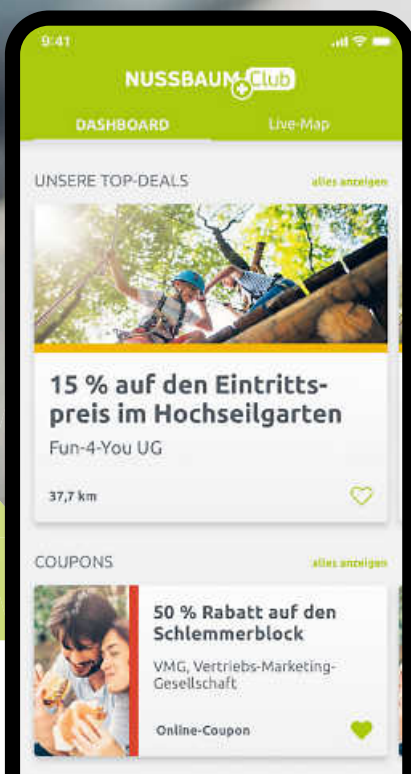 9:41
NUSSBAUM Club
DASHBOARD Live-Map
UNSERE TOP-DEALS alles anzeigen
15 % auf den Eintritts-
preis im Hochseilgarten
Fun-4-You UG
37,7 km
COUPONS alles anzeigen
50 % Rabatt auf den
Schlemmerblock
VMG, Vertriebs-Marketing-
Gesellschaft
Online-Coupon